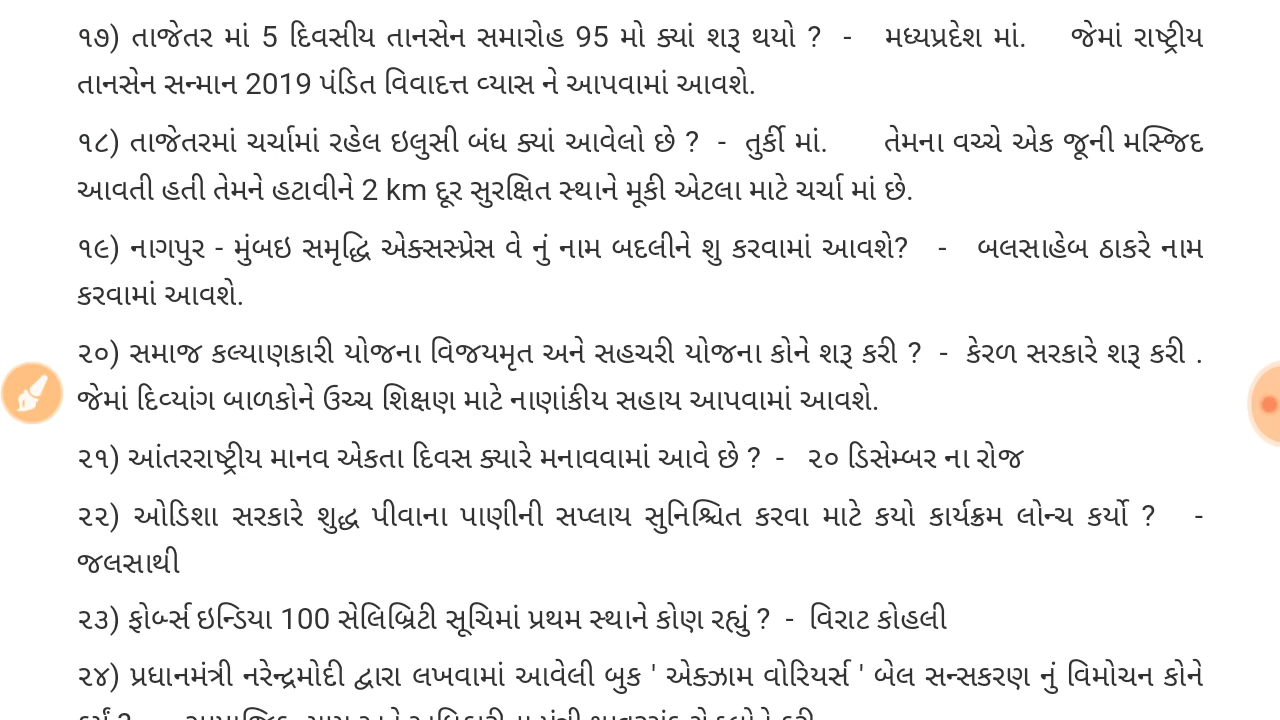 ૧૭) તાજેતર માં 5 દિવસીય તાનસેન સમારોહ 95 મો ક્યાં શરૂ થયો ? - મધ્યપ્રદેશ માં. જેમાં રાષ્ટ્રીય
તાનસેન સન્માન 2019 પંડિત વિવાદત્ત વ્યાસ ને આપવામાં આવશે.
૧૮) તાજેતરમાં ચર્ચામાં રહેલ ઇલુસી બંધ ક્યાં આવેલો છે ? - તુર્કી માં. તેમના વચ્ચે એક જૂની મસ્જિદ
આવતી હતી તેમને હટાવીને 2 km દૂર સુરક્ષિત સ્થાને મૂકી એટલા માટે ચર્ચા માં છે.
૧૯) નાગપુર - મુંબઇ સમૃદ્ધિ એક્સસ્પ્રેસ વે નું નામ બદલીને શુ કરવામાં આવશે? - બલસાહેબ ઠાકરે નામ
કરવામાં આવશે.
૨૦) સમાજ કલ્યાણકારી યોજના વિજયમૃત અને સહચરી યોજના કોને શરૂ કરી ? - કેરળ સરકારે શરૂ કરી .
જેમાં દિવ્યાંગ બાળકોને ઉચ્ચ શિક્ષણ માટે નાણાંકીય સહાય આપવામાં આવશે.
૨૧) આંતરરાષ્ટ્રીય માનવ એકતા દિવસ ક્યારે મનાવવામાં આવે છે ? - ૨૦ ડિસેમ્બર ના રોજ
૨૨) ઓડિશા સરકારે શુદ્ધ પીવાના પાણીની સપ્લાય સુનિશ્ચિત કરવા માટે કયો કાર્યક્રમ લોન્ચ કર્યો ? -
જલસાથી
૨૩) ફોર્બ્સ ઇન્ડિયા 100 સેલિબ્રિટી સૂચિમાં પ્રથમ સ્થાને કોણ રહ્યું ? - વિરાટ કોહલી
૨૪) પ્રધાનમંત્રી નરેન્દ્રમોદી દ્વારા લખવામાં આવેલી બુક ' એક્ઝામ વોરિયર્સ ' બેલ સન્સકરણ નું વિમોચન કોને